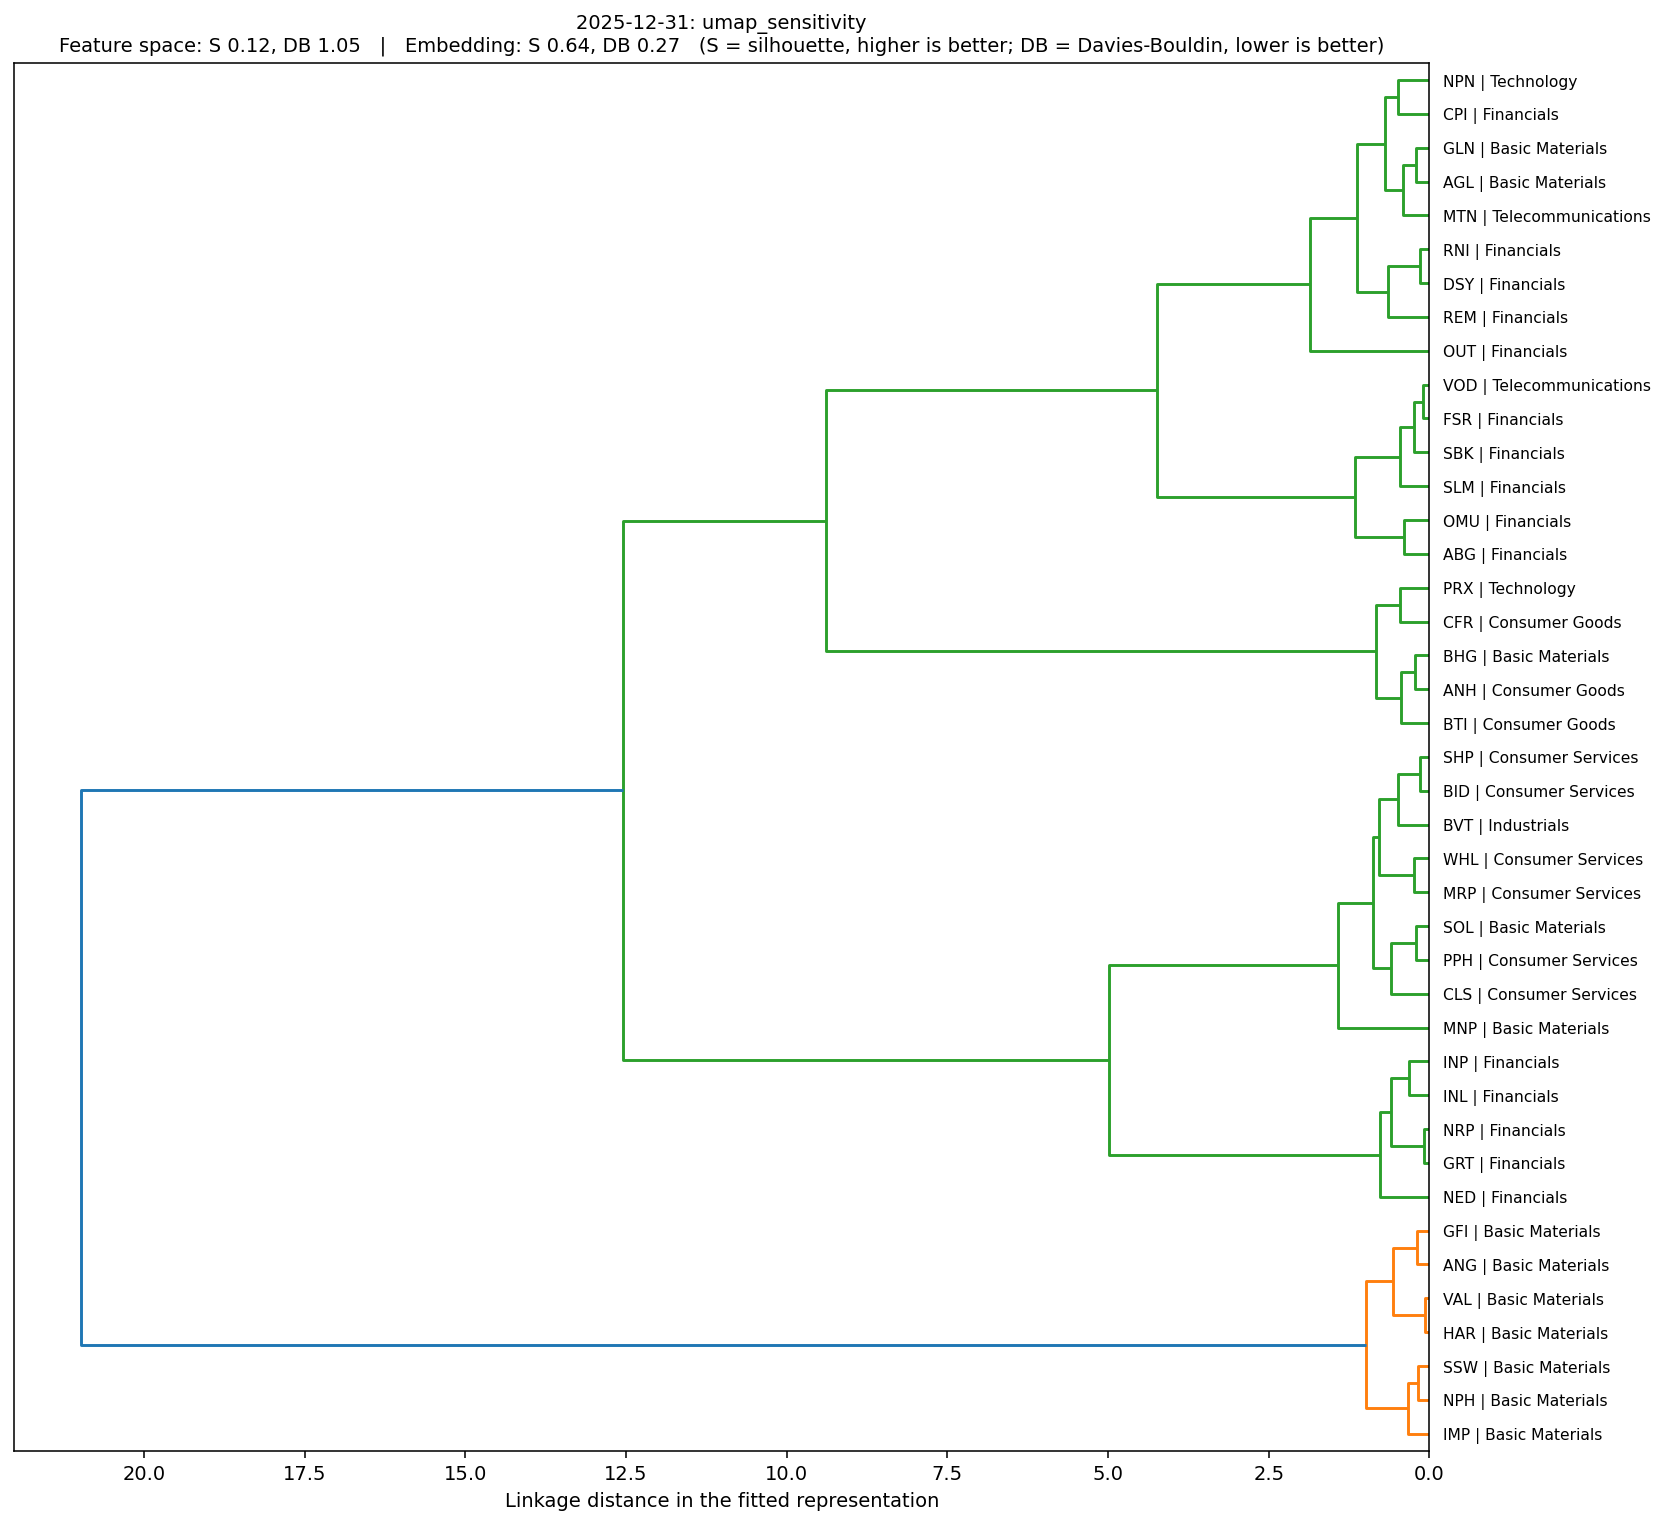 2025-12-31: umap_sensitivity
Feature space: S 0.12, DB 1.05 | Embedding: S 0.64, DB 0.27 (S = silhouette, higher is better; DB = Davies-Bouldin, lower is better)
NPN | Technology
CPI | Financials
GLN | Basic Materials
AGL | Basic Materials
MTN | Telecommunications
RNI | Financials
DSY | Financials
REM | Financials
OUT | Financials
VOD | Telecommunications
FSR | Financials
SBK | Financials
SLM | Financials
OMU | Financials
ABG | Financials
PRX | Technology
CFR | Consumer Goods
BHG | Basic Materials
ANH | Consumer Goods
BTI | Consumer Goods
SHP | Consumer Services
BID | Consumer Services
BVT | Industrials
WHL | Consumer Services
MRP | Consumer Services
SOL | Basic Materials
PPH | Consumer Services
CLS | Consumer Services
MNP | Basic Materials
INP | Financials
INL | Financials
NRP | Financials
GRT | Financials
NED | Financials
GFI | Basic Materials
ANG | Basic Materials
VAL | Basic Materials
HAR | Basic Materials
SSW | Basic Materials
NPH | Basic Materials
IMP | Basic Materials
20.0 17.5 15.0 12.5 10.0 7.5 5.0 2.5 0.0
Linkage distance in the fitted representation